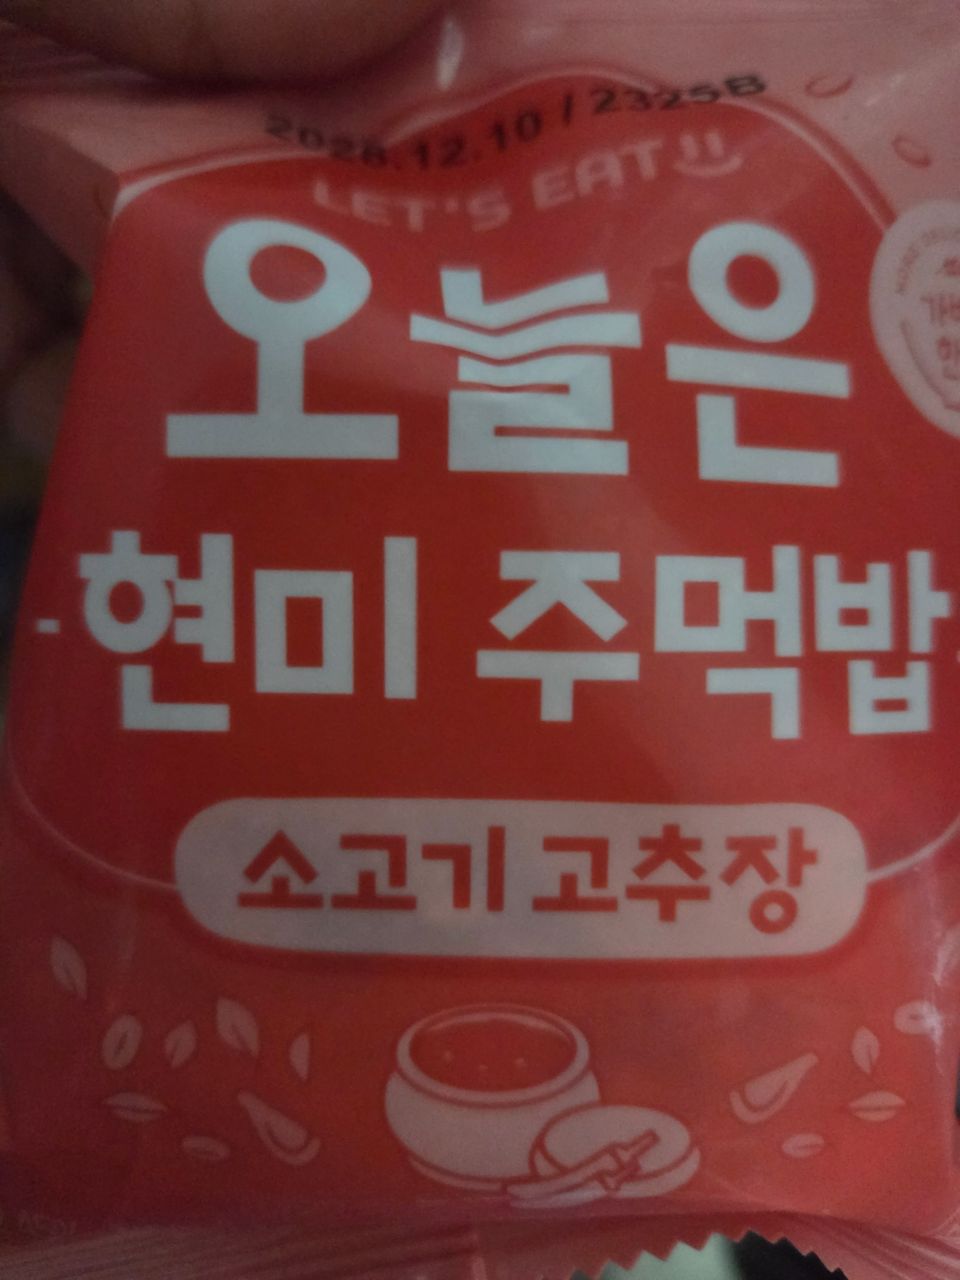 2026.12.10 / 2325B
LET'S EAT
오늘은
현미 주먹밥
소고기 고추장